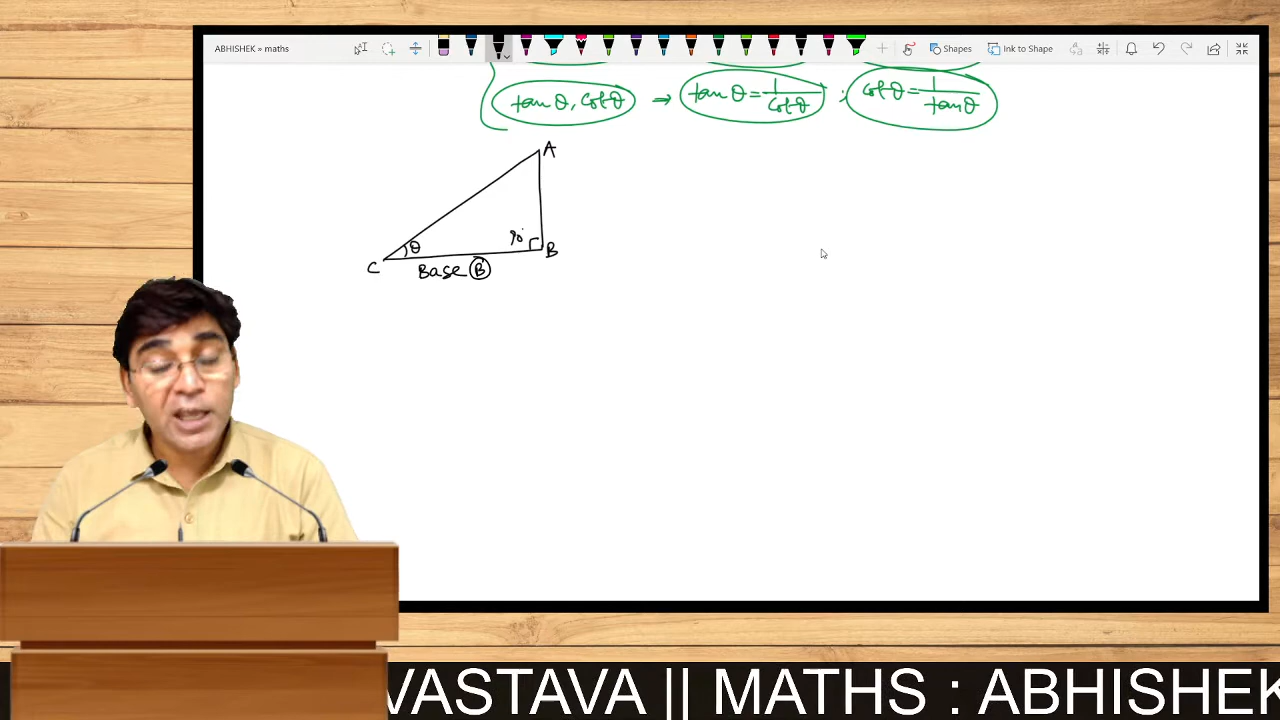 ABHISHEK » maths
Shapes
Ink to Shape
tan θ, cot θ ⇒ tan θ = 1/cot θ ; cot θ = 1/tan θ
A
θ
90°
B
C
Base B
VASTAVA || MATHS : ABHISHEK